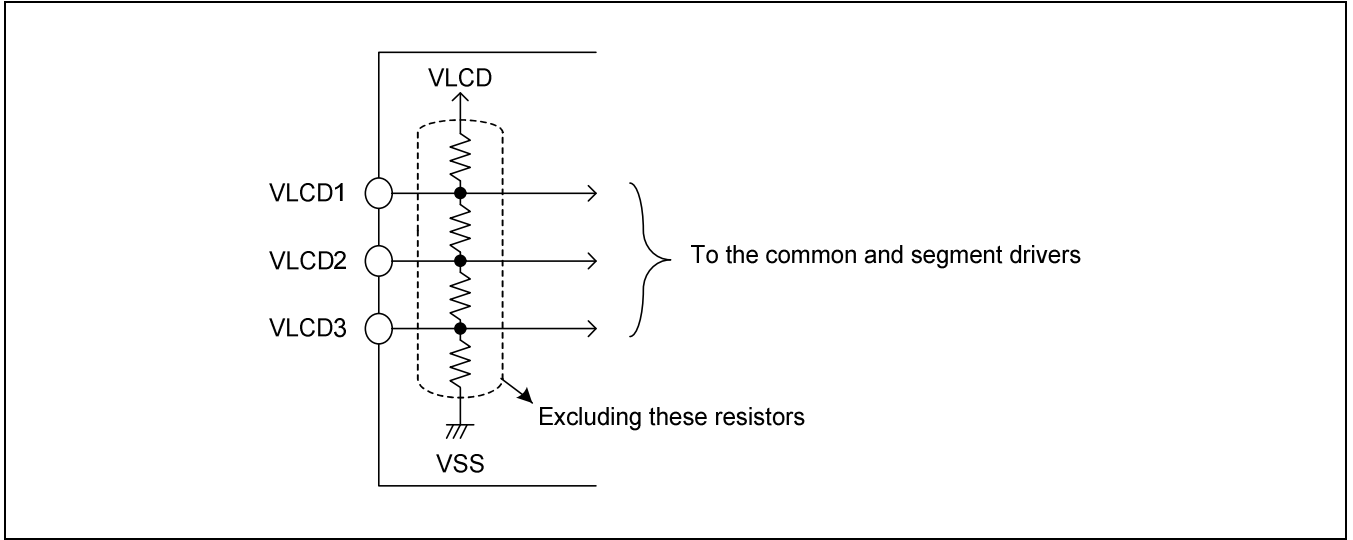 VLCD
VLCD1
VLCD2
To the common and segment drivers
VLCD3
Excluding these resistors
VSS